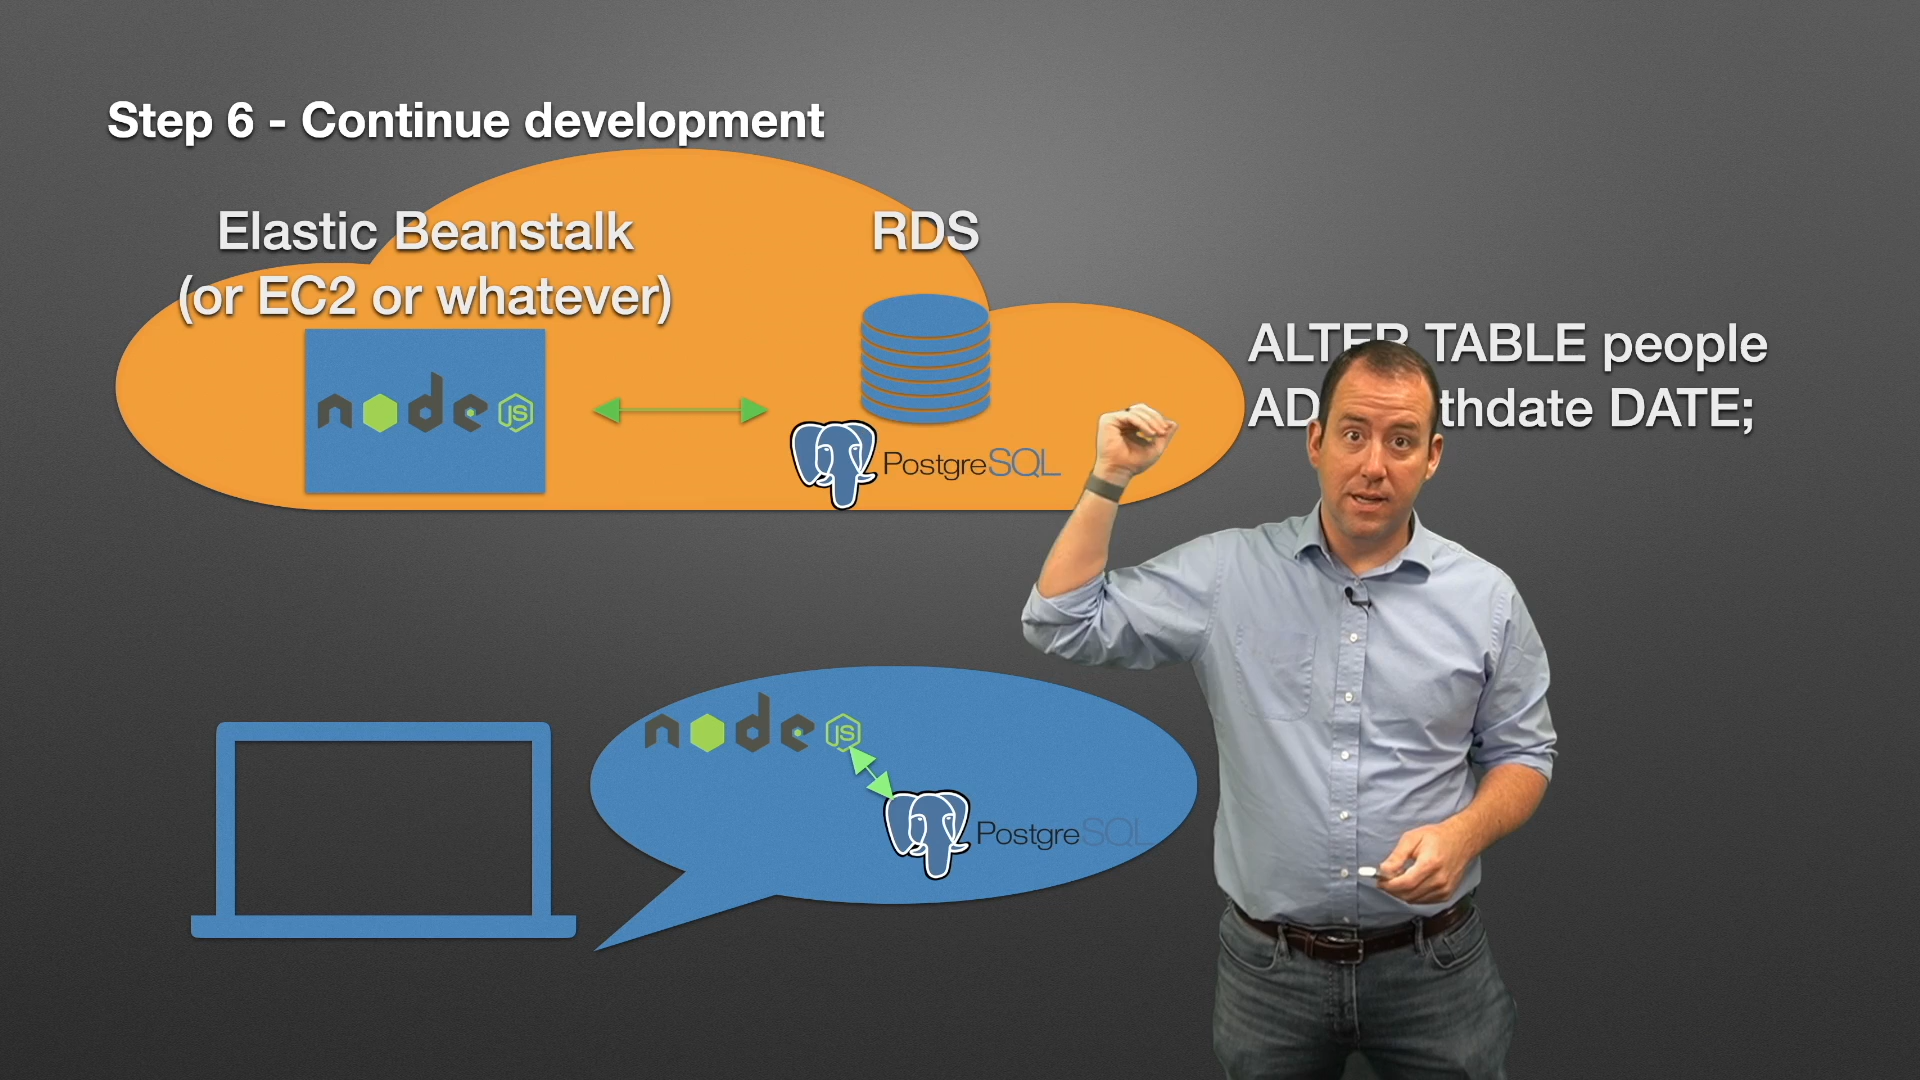 Step 6 - Continue development
Elastic Beanstalk
(or EC2 or whatever)
RDS
node JS
PostgreSQL
ALTER TABLE people
DATE;
node JS
PostgreSQL